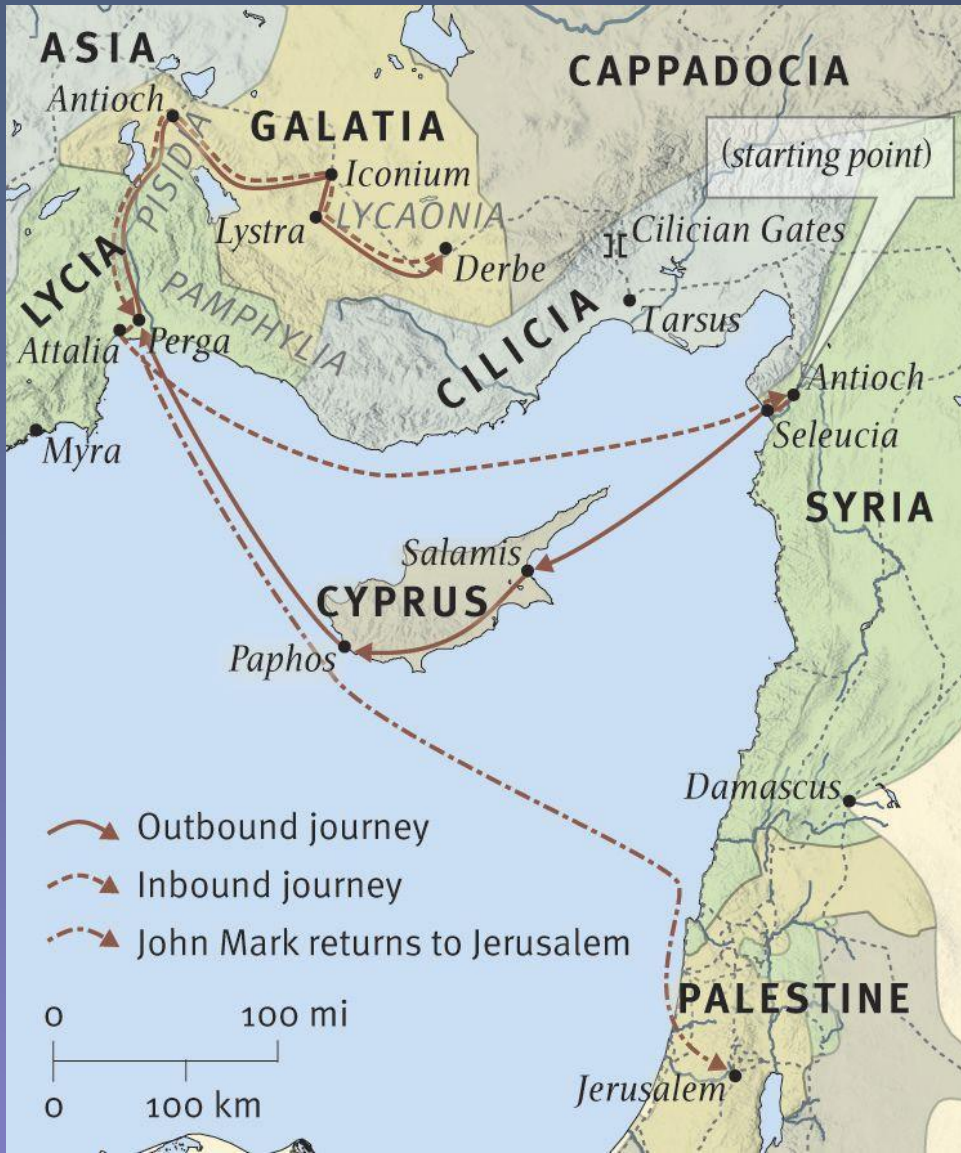 ASIA
CAPPADOCIA
Antioch
GALATIA
(starting point)
PISIDIA
Iconium
LYCAŌNIA
Lystra
Cilician Gates
Derbe
LYCIA
PAMPHYLIA
CILICIA
Tarsus
Attalia
Perga
Antioch
Myra
Seleucia
SYRIA
Salamis
CYPRUS
Paphos
Damascus
Outbound journey
Inbound journey
John Mark returns to Jerusalem
PALESTINE
0 100 mi
Jerusalem
0 100 km